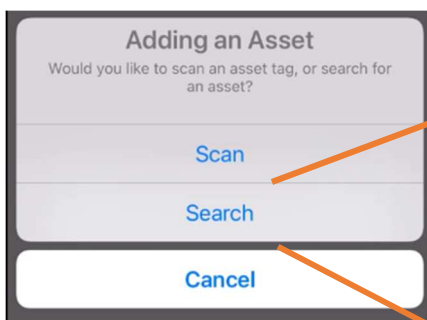 Adding an Asset
Would you like to scan an asset tag, or search for
an asset?
Scan
Search
Cancel